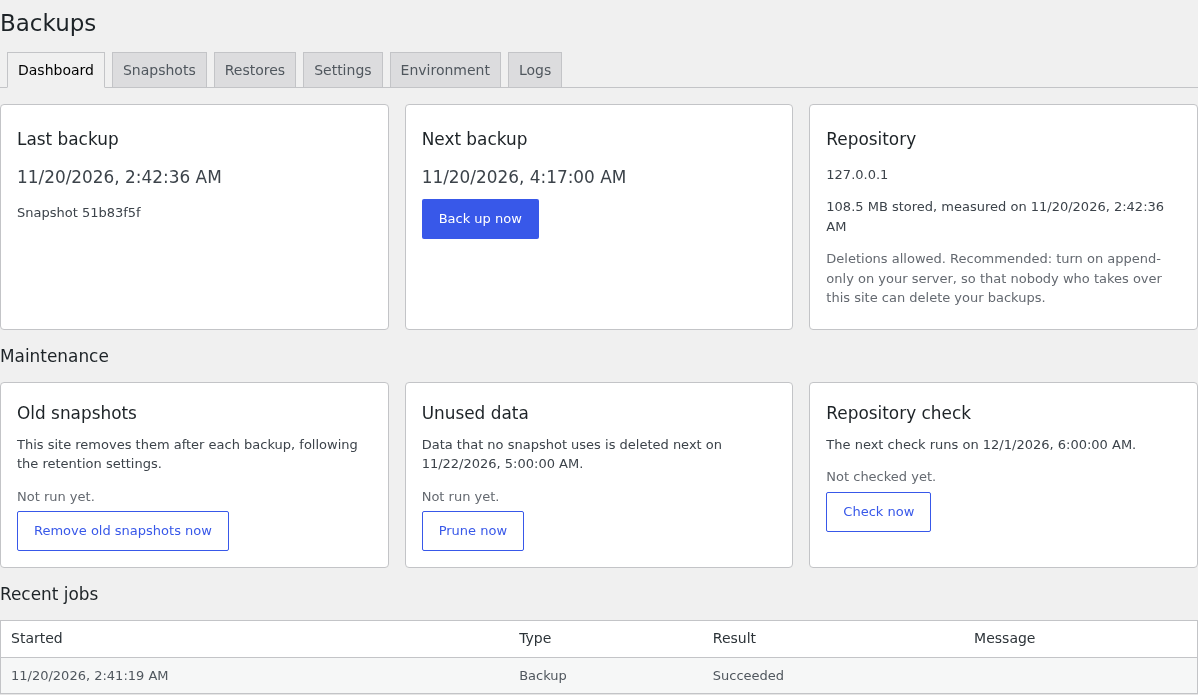 Backups
Dashboard
Snapshots
Restores
Settings
Environment
Logs
Last backup
11/20/2026, 2:42:36 AM
Snapshot 51b83f5f
Next backup
11/20/2026, 4:17:00 AM
Back up now
Repository
127.0.0.1
108.5 MB stored, measured on 11/20/2026, 2:42:36
AM
Deletions allowed. Recommended: turn on append-
only on your server, so that nobody who takes over
this site can delete your backups.
Maintenance
Old snapshots
This site removes them after each backup, following
the retention settings.
Not run yet.
Remove old snapshots now
Unused data
Data that no snapshot uses is deleted next on
11/22/2026, 5:00:00 AM.
Not run yet.
Prune now
Repository check
The next check runs on 12/1/2026, 6:00:00 AM.
Not checked yet.
Check now
Recent jobs
Started Type Result Message
11/20/2026, 2:41:19 AM Backup Succeeded